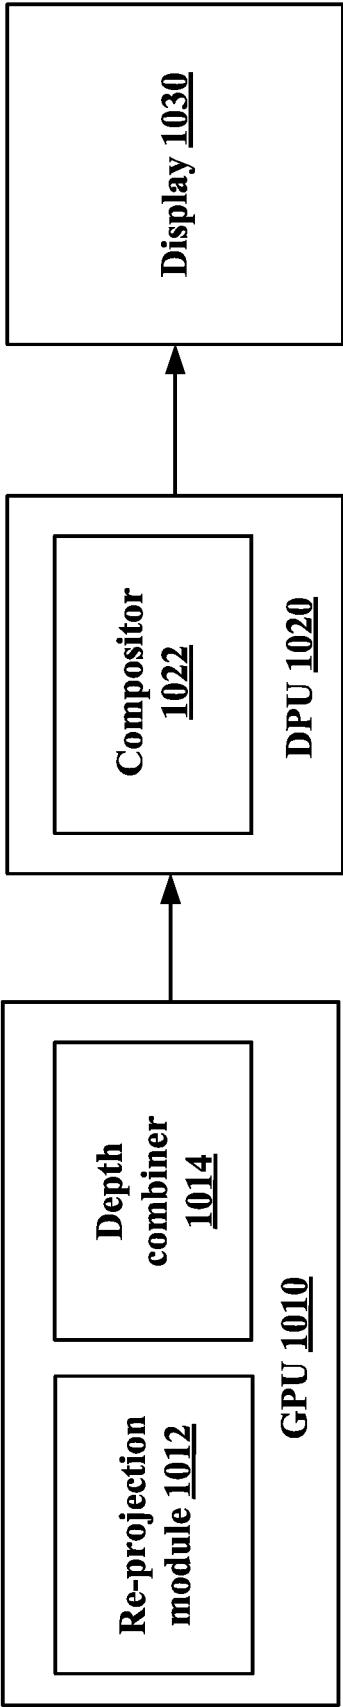 Re-projection
module 1012
Depth
combiner
1014
GPU 1010
Compositor
1022
DPU 1020
Display 1030